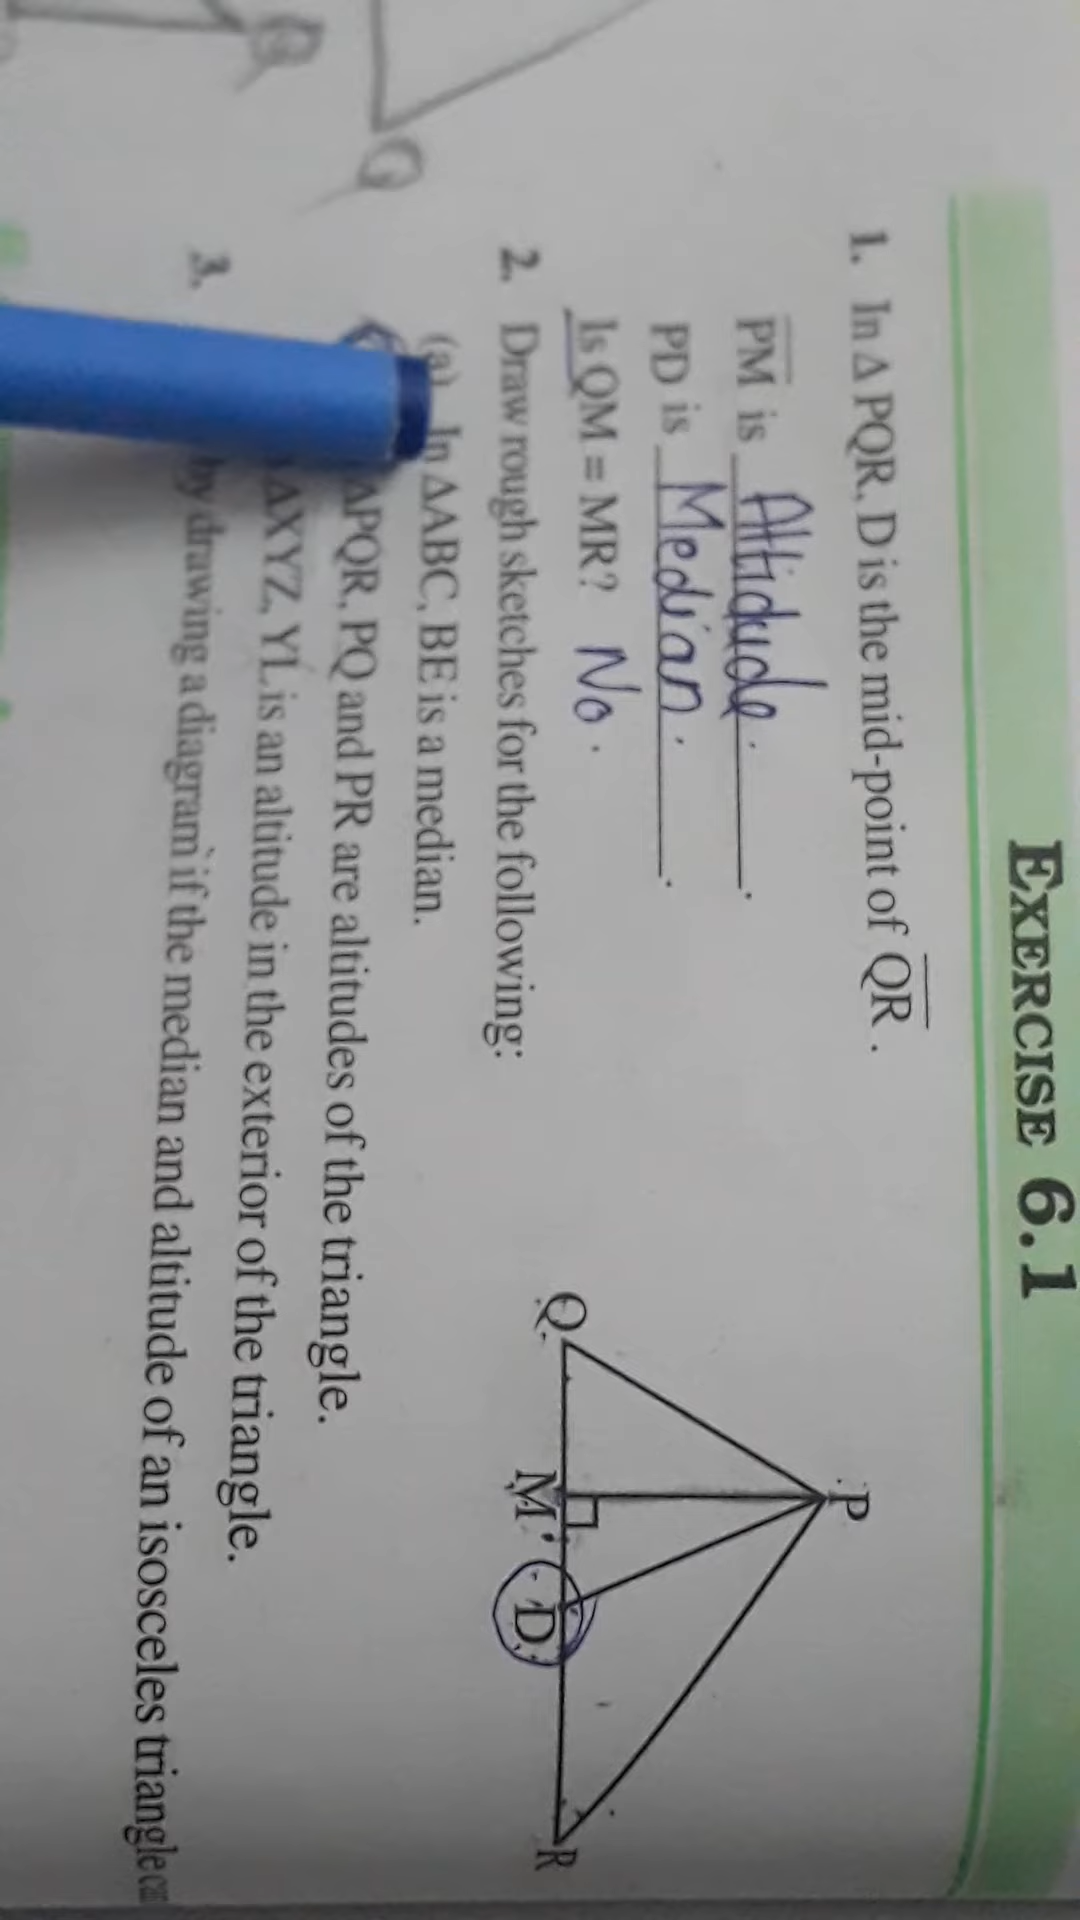 EXERCISE 6.1
1. In Δ PQR, D is the mid-point of QR.
PM is Altidude.
PD is Median.
Is QM = MR? No.
P
Q
M
D
R
2. Draw rough sketches for the following:
(a) In ΔABC, BE is a median.
ΔPQR, PQ and PR are altitudes of the triangle.
ΔXYZ, YL is an altitude in the exterior of the triangle.
3. by drawing a diagram if the median and altitude of an isosceles triangle
Q